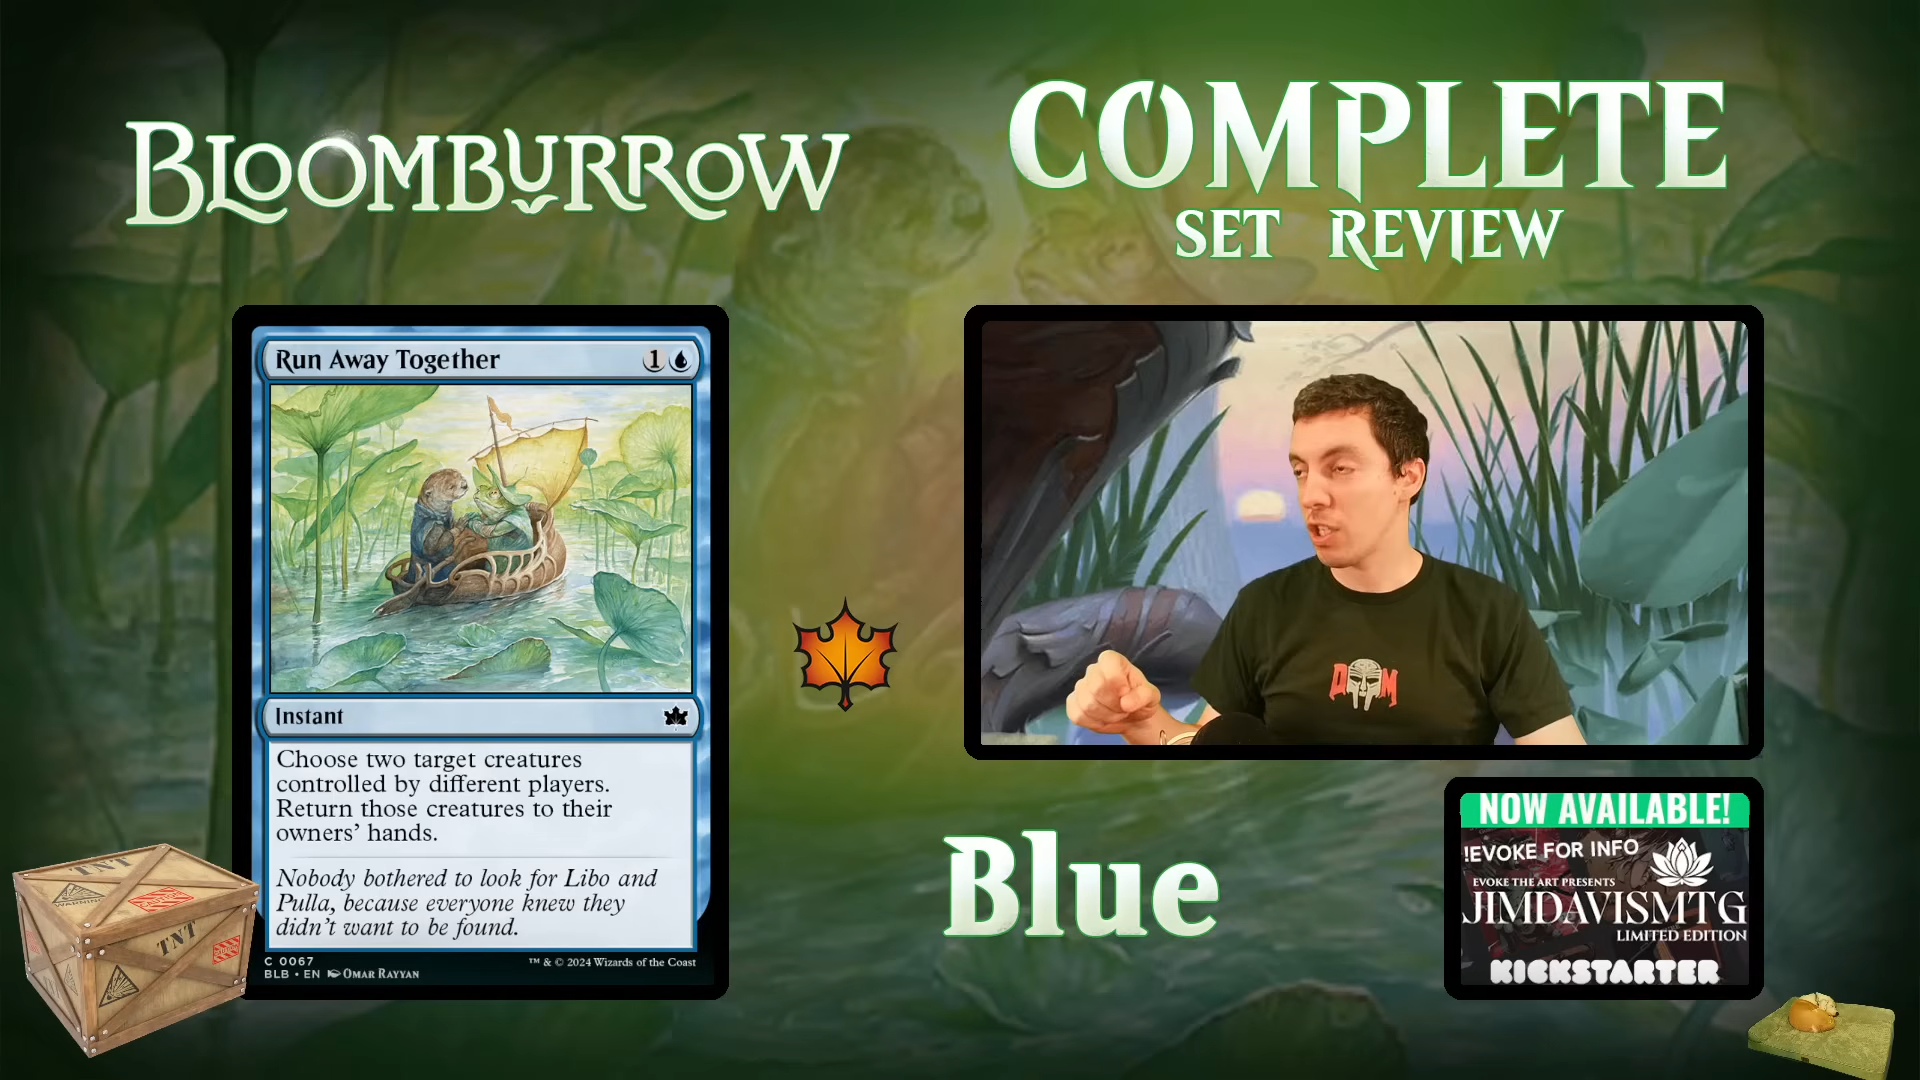 BLOOMBURROW
COMPLETE
SET REVIEW
Run Away Together
1
Instant
Choose two target creatures
controlled by different players.
Return those creatures to their
owners' hands.
Nobody bothered to look for Libo and
Pulla, because everyone knew they
didn't want to be found.
C 0067
BLB • EN Omar Rayyan
™ & © 2024 Wizards of the Coast
DOOM
Blue
NOW AVAILABLE!
!EVOKE FOR INFO
EVOKE THE ART PRESENTS
JIMDAVISMTG
LIMITED EDITION
KICKSTARTER
TNT
WARNING
TNT